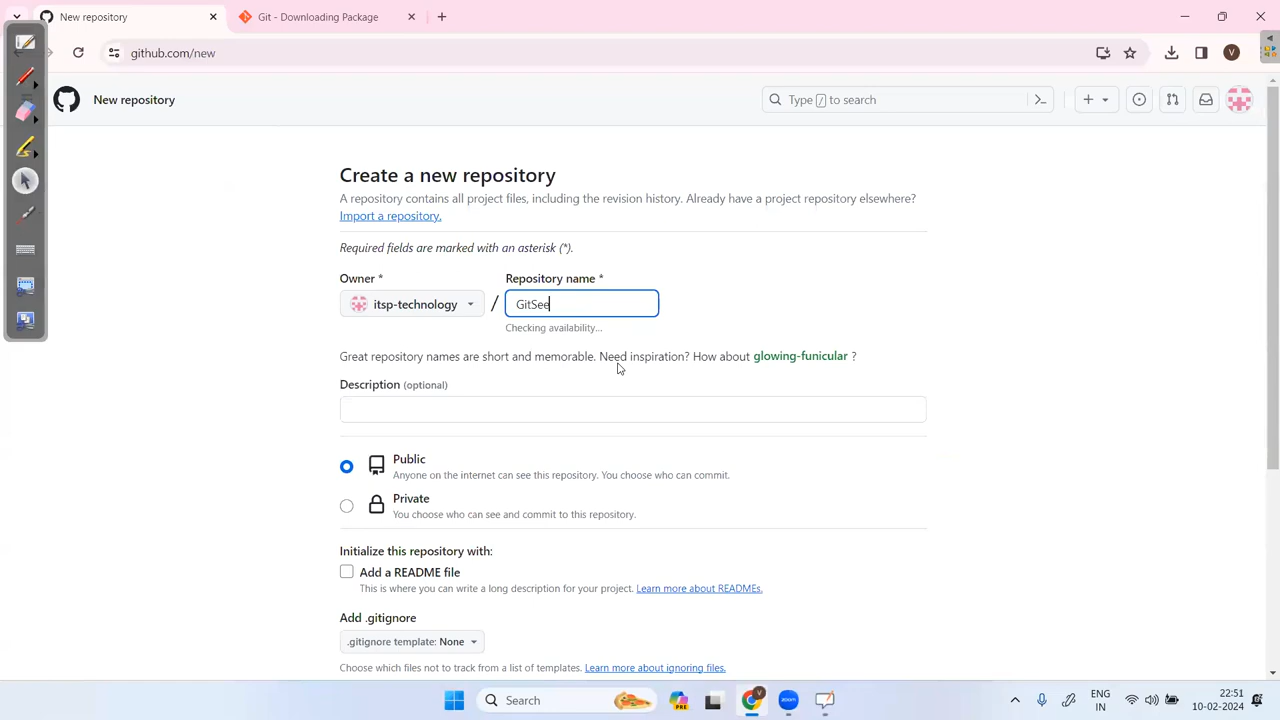 New repository
Git - Downloading Package
github.com/new
V
New repository
Type / to search
Create a new repository
A repository contains all project files, including the revision history. Already have a project repository elsewhere?
Import a repository.
Required fields are marked with an asterisk (*).
Owner * Repository name *
itsp-technology / GitSee
Checking availability...
Great repository names are short and memorable. Need inspiration? How about glowing-funicular ?
Description (optional)
Public
Anyone on the internet can see this repository. You choose who can commit.
Private
You choose who can see and commit to this repository.
Initialize this repository with:
Add a README file
This is where you can write a long description for your project. Learn more about READMEs.
Add .gitignore
.gitignore template: None
Choose which files not to track from a list of templates. Learn more about ignoring files.
Search
PRE
V
zoom
ENG
IN
22:51
10-02-2024